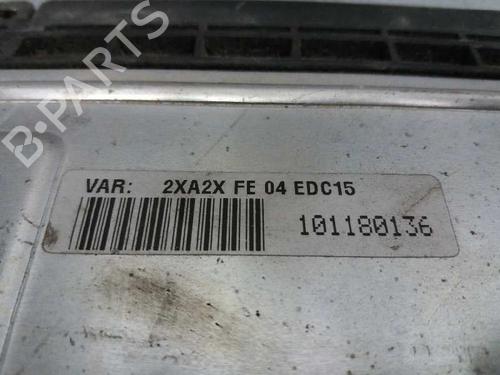 B-PARTS
VAR: 2XA2X FE 04 EDC15
101180136